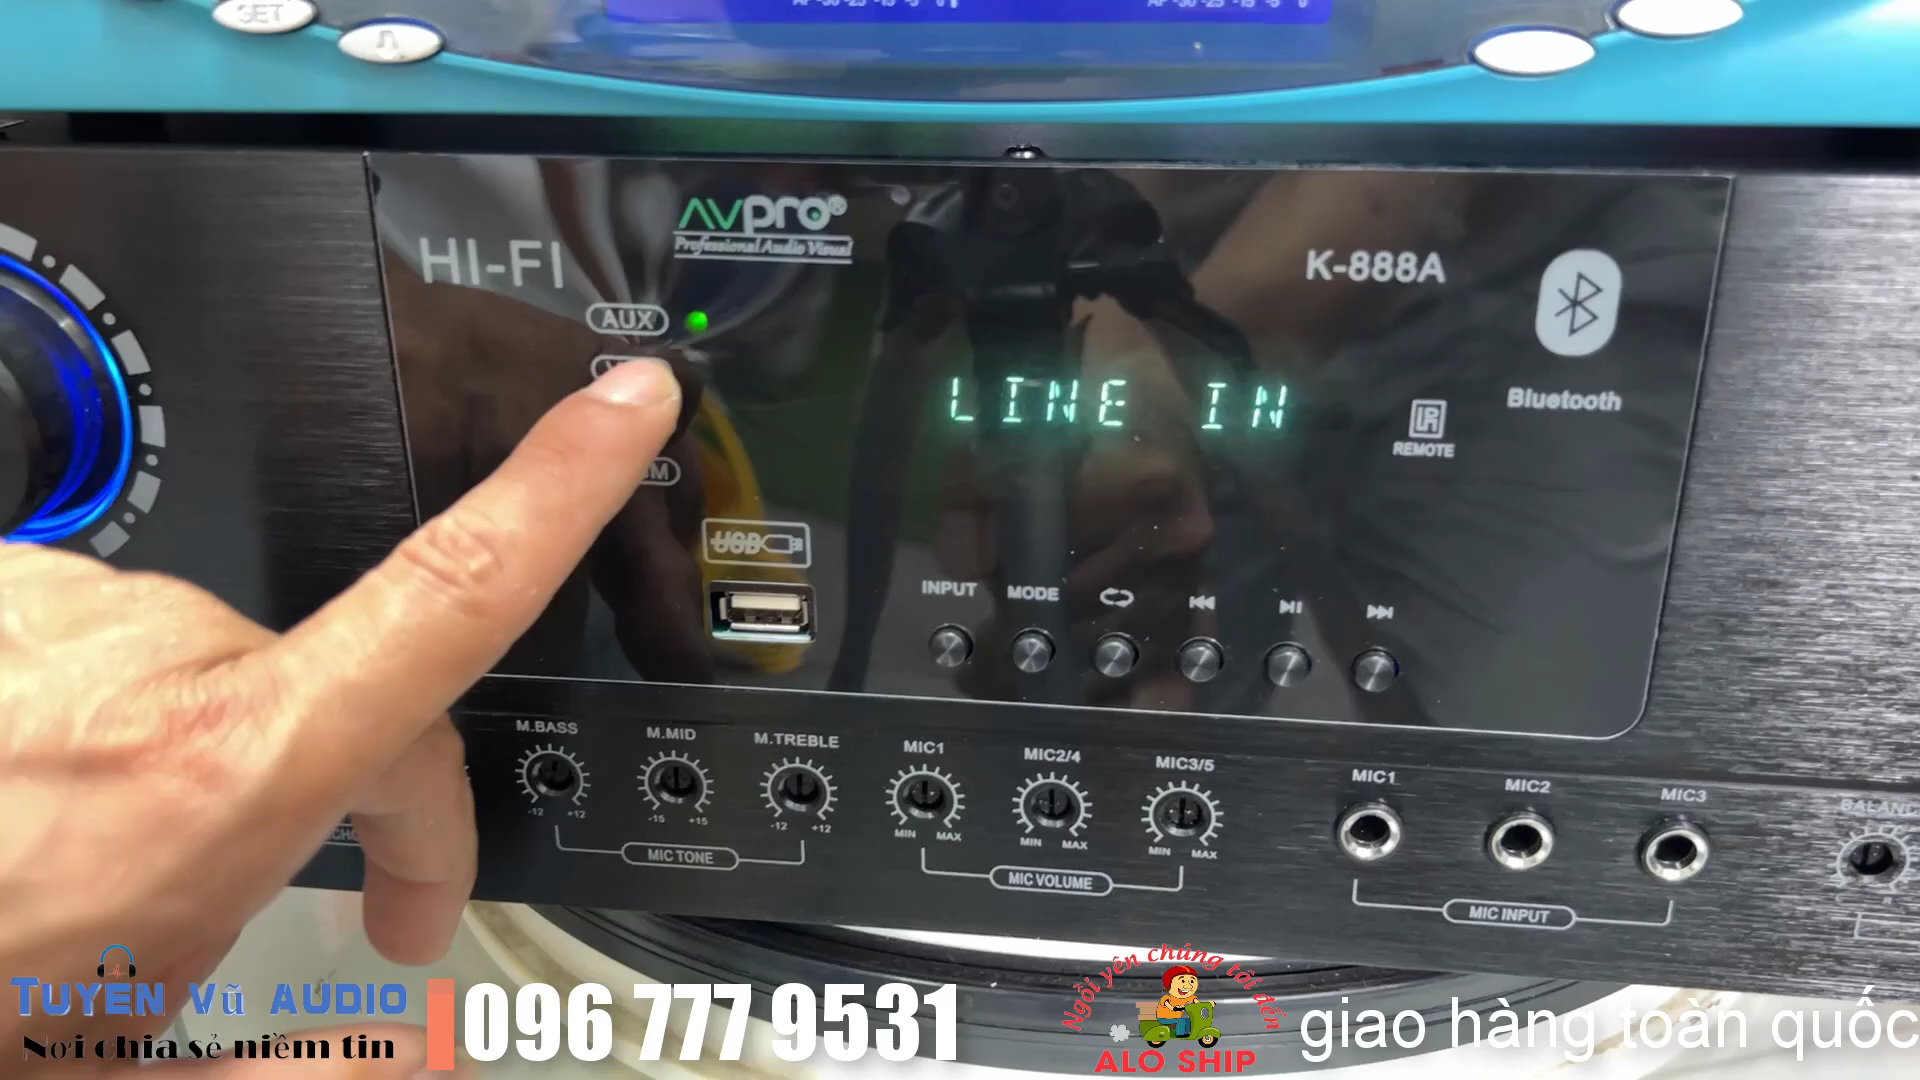 SET
AVpro®
Professional Audio Visual
HI-FI
K-888A
AUX
LINE IN
Bluetooth
REMOTE
USB
INPUT
MODE
M.BASS
M.MID
M.TREBLE
MIC1
MIC2/4
MIC3/5
MIC1
MIC2
MIC3
-12 +12
-15 +15
-12 +12
MIN MAX
MIN MAX
MIN MAX
MIC TONE
MIC VOLUME
MIC INPUT
TUYEN Vũ AUDIO
Nơi chia sẻ niềm tin
096 777 9531
Ngồi yên chúng tôi đến
ALO SHIP
giao hàng toàn quốc